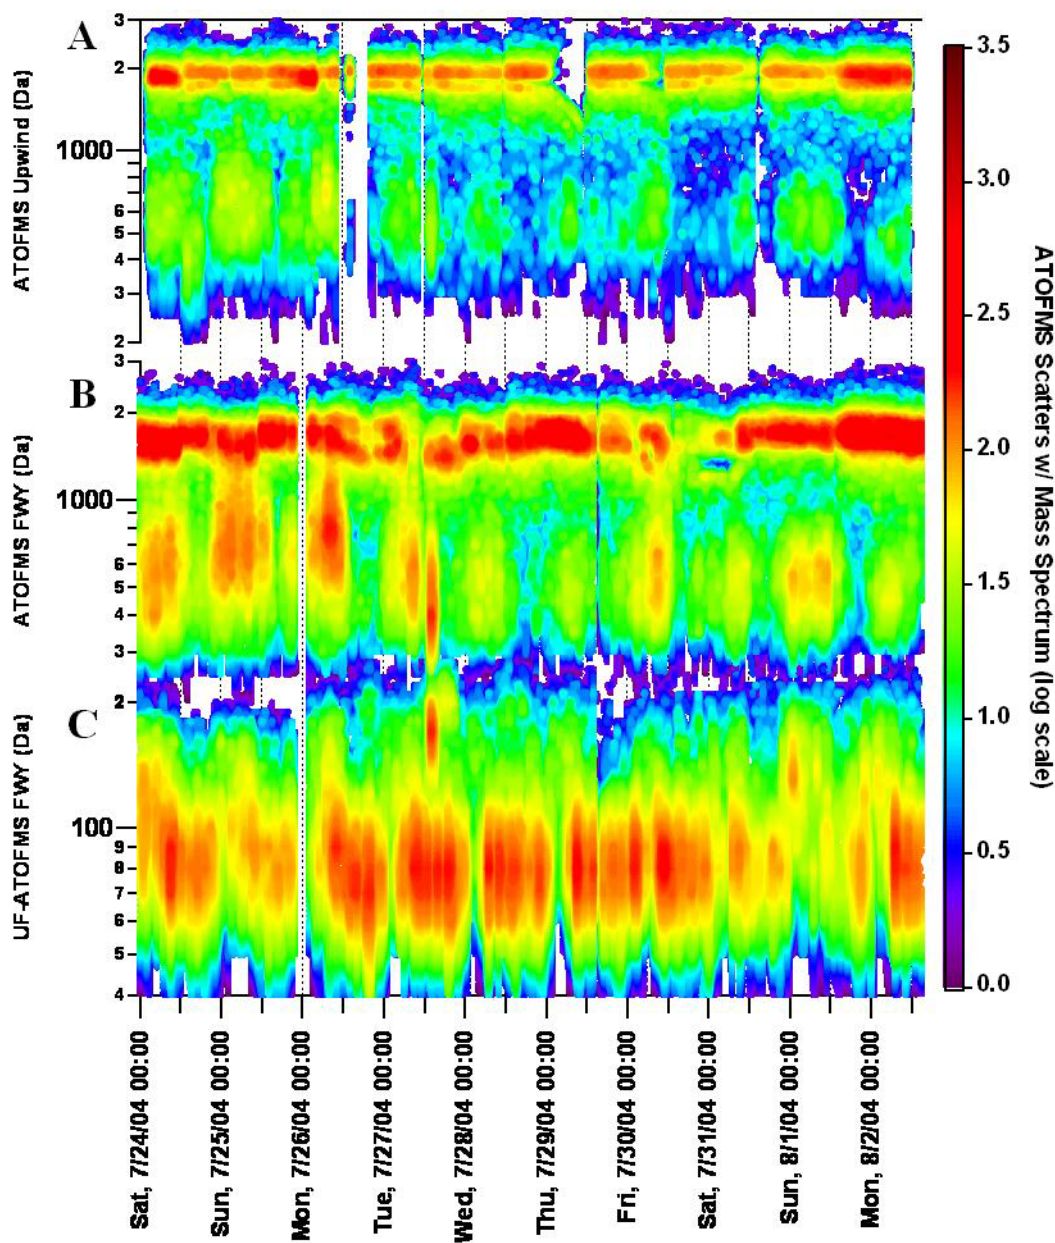 A
ATOFMS Upwind (Da)
3
2
1000
6
5
4
3
2
B
ATOFMS FWY (Da)
3
2
1000
6
5
4
3
2
C
UF-ATOFMS FWY (Da)
100
9
8
7
6
5
4
3.5
3.0
2.5
2.0
1.5
1.0
0.5
0.0
ATOFMS Scatters w/ Mass Spectrum (log scale)
Sat, 7/24/04 00:00
Sun, 7/25/04 00:00
Mon, 7/26/04 00:00
Tue, 7/27/04 00:00
Wed, 7/28/04 00:00
Thu, 7/29/04 00:00
Fri, 7/30/04 00:00
Sat, 7/31/04 00:00
Sun, 8/1/04 00:00
Mon, 8/2/04 00:00